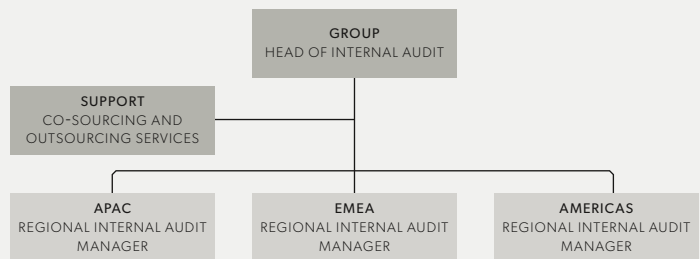 GROUP
HEAD OF INTERNAL AUDIT
SUPPORT
CO-SOURCING AND
OUTSOURCING SERVICES
APAC
REGIONAL INTERNAL AUDIT
MANAGER
EMEA
REGIONAL INTERNAL AUDIT
MANAGER
AMERICAS
REGIONAL INTERNAL AUDIT
MANAGER